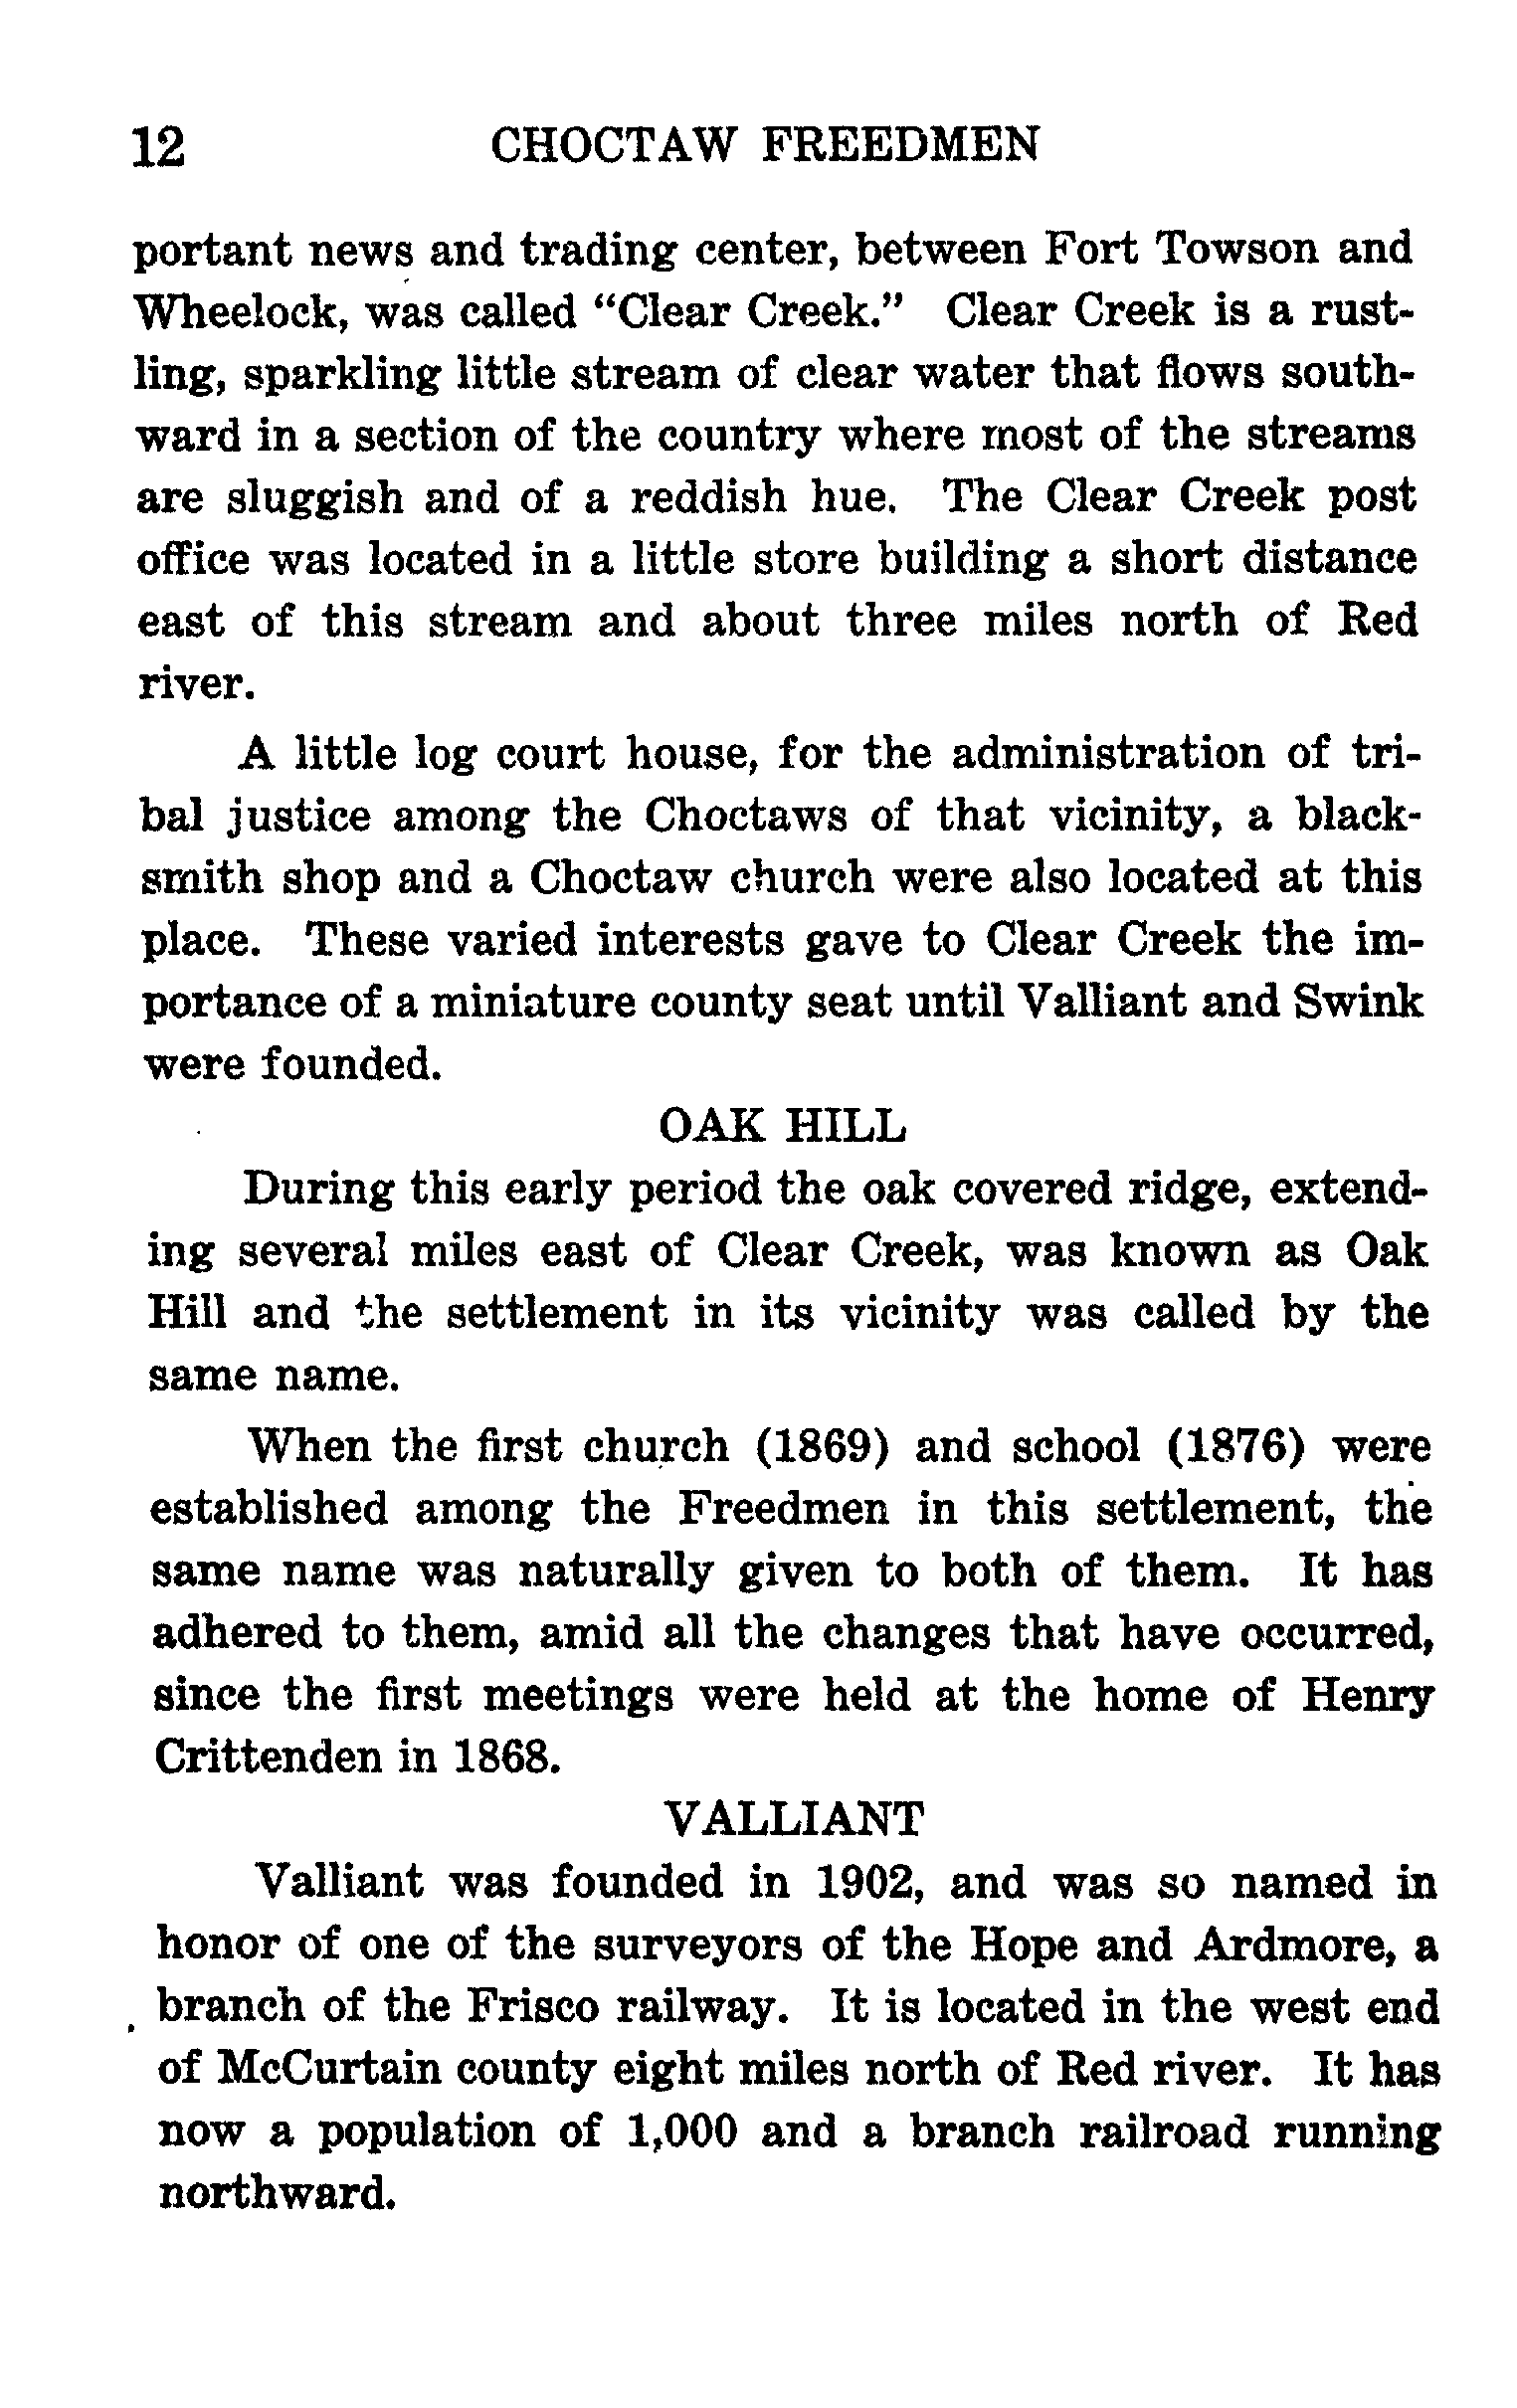 12 CHOCTAW FREEDMEN
portant news and trading center, between Fort Towson and
Wheelock, was called “Clear Creek.” Clear Creek is a rust-
ling, sparkling little stream of clear water that flows south-
ward in a section of the country where most of the streams
are sluggish and of a reddish hue. The Clear Creek post
office was located in a little store building a short distance
east of this stream and about three miles north of Red
river.
A little log court house, for the administration of tri-
bal justice among the Choctaws of that vicinity, a black-
smith shop and a Choctaw church were also located at this
place. These varied interests gave to Clear Creek the im-
portance of a miniature county seat until Valliant and Swink
were founded.
OAK HILL
During this early period the oak covered ridge, extend-
ing several miles east of Clear Creek, was known as Oak
Hill and the settlement in its vicinity was called by the
same name.
When the first church (1869) and school (1876) were
established among the Freedmen in this settlement, the
same name was naturally given to both of them. It has
adhered to them, amid all the changes that have occurred,
since the first meetings were held at the home of Henry
Crittenden in 1868.
VALLIANT
Valliant was founded in 1902, and was so named in
honor of one of the surveyors of the Hope and Ardmore, a
branch of the Frisco railway. It is located in the west end
of McCurtain county eight miles north of Red river. It has
now a population of 1,000 and a branch railroad running
northward.